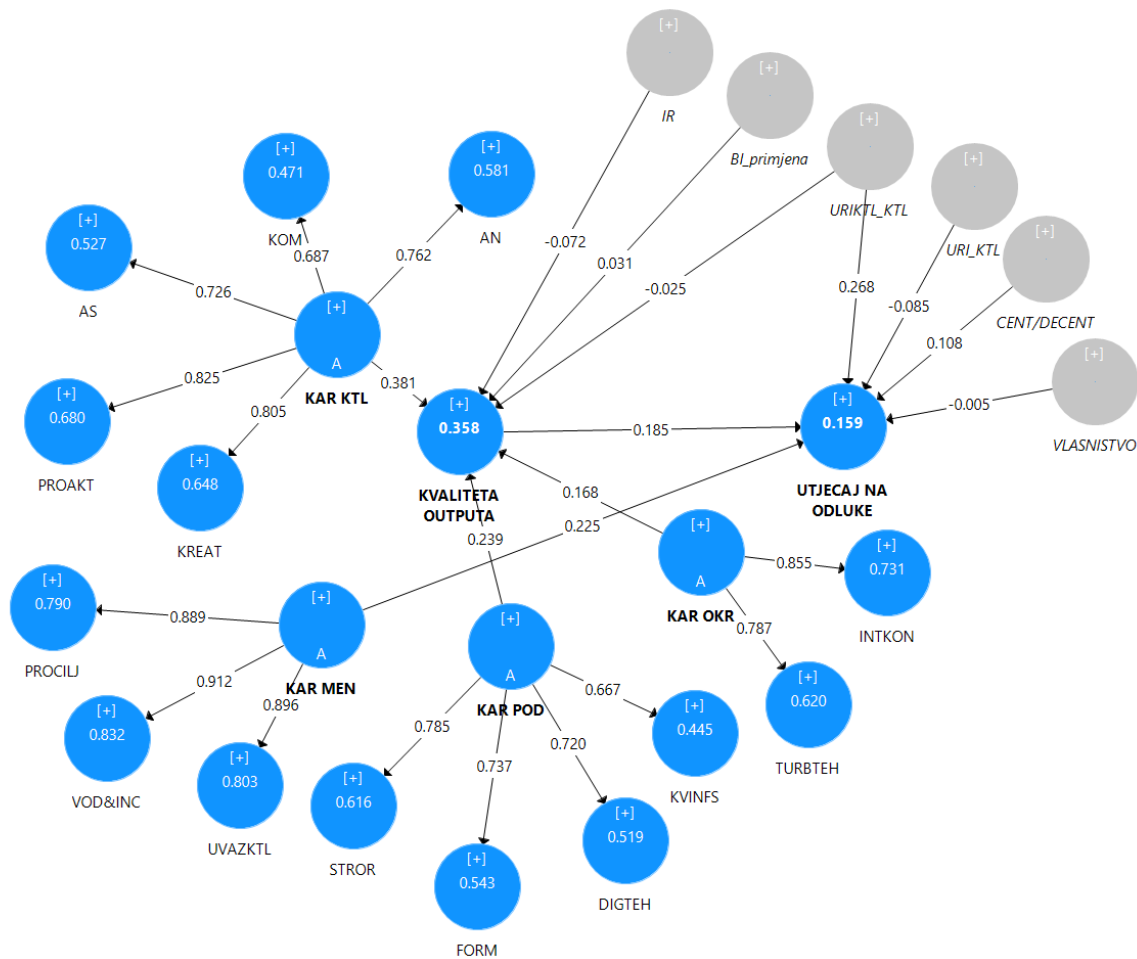 [+]
IR
[+]
BI_primjena
[+]
URIKTL_KTL
[+]
URI_KTL
[+]
CENT/DECENT
[+]
VLASNISTVO
[+]
0.471
KOM
[+]
0.581
AN
[+]
0.527
AS
0.687
0.762
0.726
-0.072
0.031
-0.025
0.268
-0.085
0.108
-0.005
[+]
A
KAR KTL
0.381
0.825
0.805
[+]
0.680
PROAKT
[+]
0.648
KREAT
[+]
0.358
KVALITETA
OUTPUTA
0.185
[+]
0.159
UTJECAJ NA
ODLUKE
0.168
0.225
0.239
[+]
A
KAR OKR
0.855
0.787
[+]
0.731
INTKON
[+]
0.620
TURBTEH
[+]
0.790
PROCILJ
0.889
[+]
A
KAR MEN
0.912
0.896
[+]
0.832
VOD&INC
[+]
0.803
UVAZKTL
[+]
A
KAR POD
0.785
0.737
0.720
0.667
[+]
0.445
KVINFS
[+]
0.616
STROR
[+]
0.543
FORM
[+]
0.519
DIGTEH